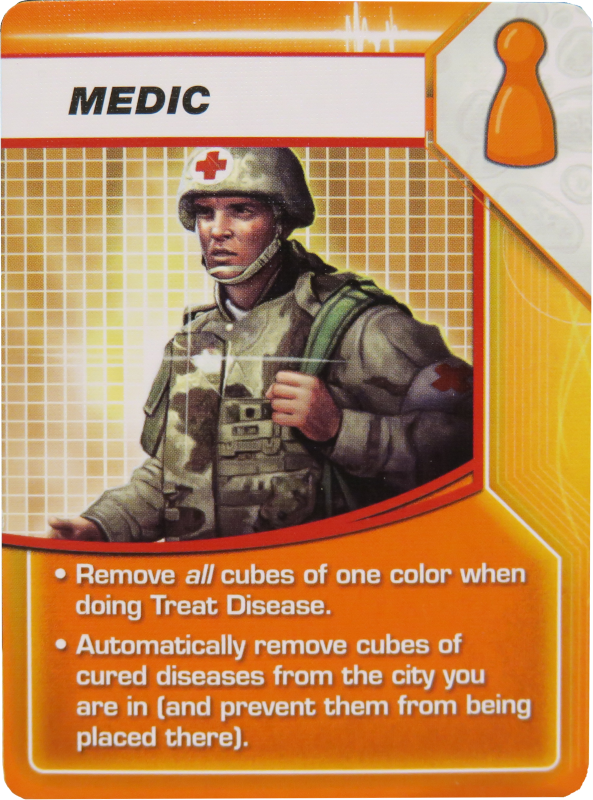 MEDIC
• Remove all cubes of one color when
doing Treat Disease.
• Automatically remove cubes of
cured diseases from the city you
are in (and prevent them from being
placed there).